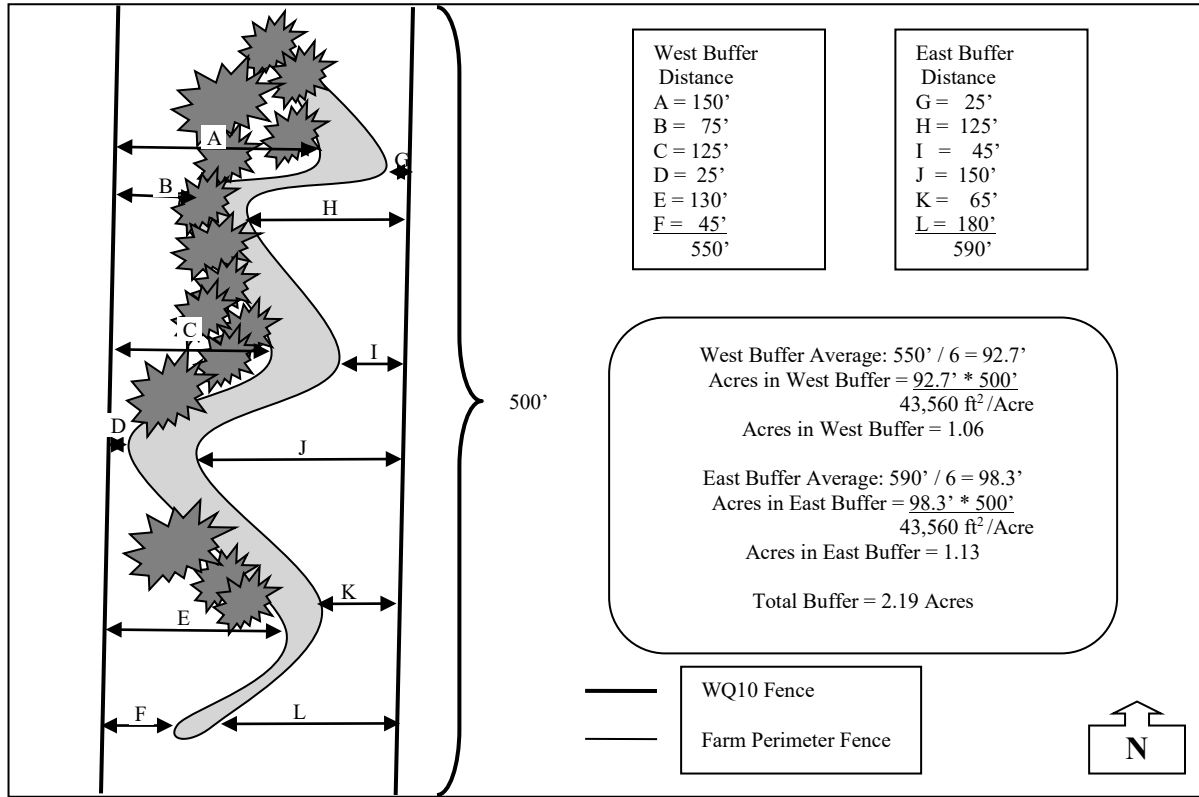 A
B
C
D
E
F
G
H
I
J
K
L
500’
West Buffer
Distance
A = 150’
B = 75’
C = 125’
D = 25’
E = 130’
F = 45’
550’
East Buffer
Distance
G = 25’
H = 125’
I = 45’
J = 150’
K = 65’
L = 180’
590’
West Buffer Average: 550’ / 6 = 92.7’
Acres in West Buffer = 92.7’ * 500’
43,560 ft²/Acre
Acres in West Buffer = 1.06
East Buffer Average: 590’ / 6 = 98.3’
Acres in East Buffer = 98.3’ * 500’
43,560 ft²/Acre
Acres in East Buffer = 1.13
Total Buffer = 2.19 Acres
WQ10 Fence
Farm Perimeter Fence
N